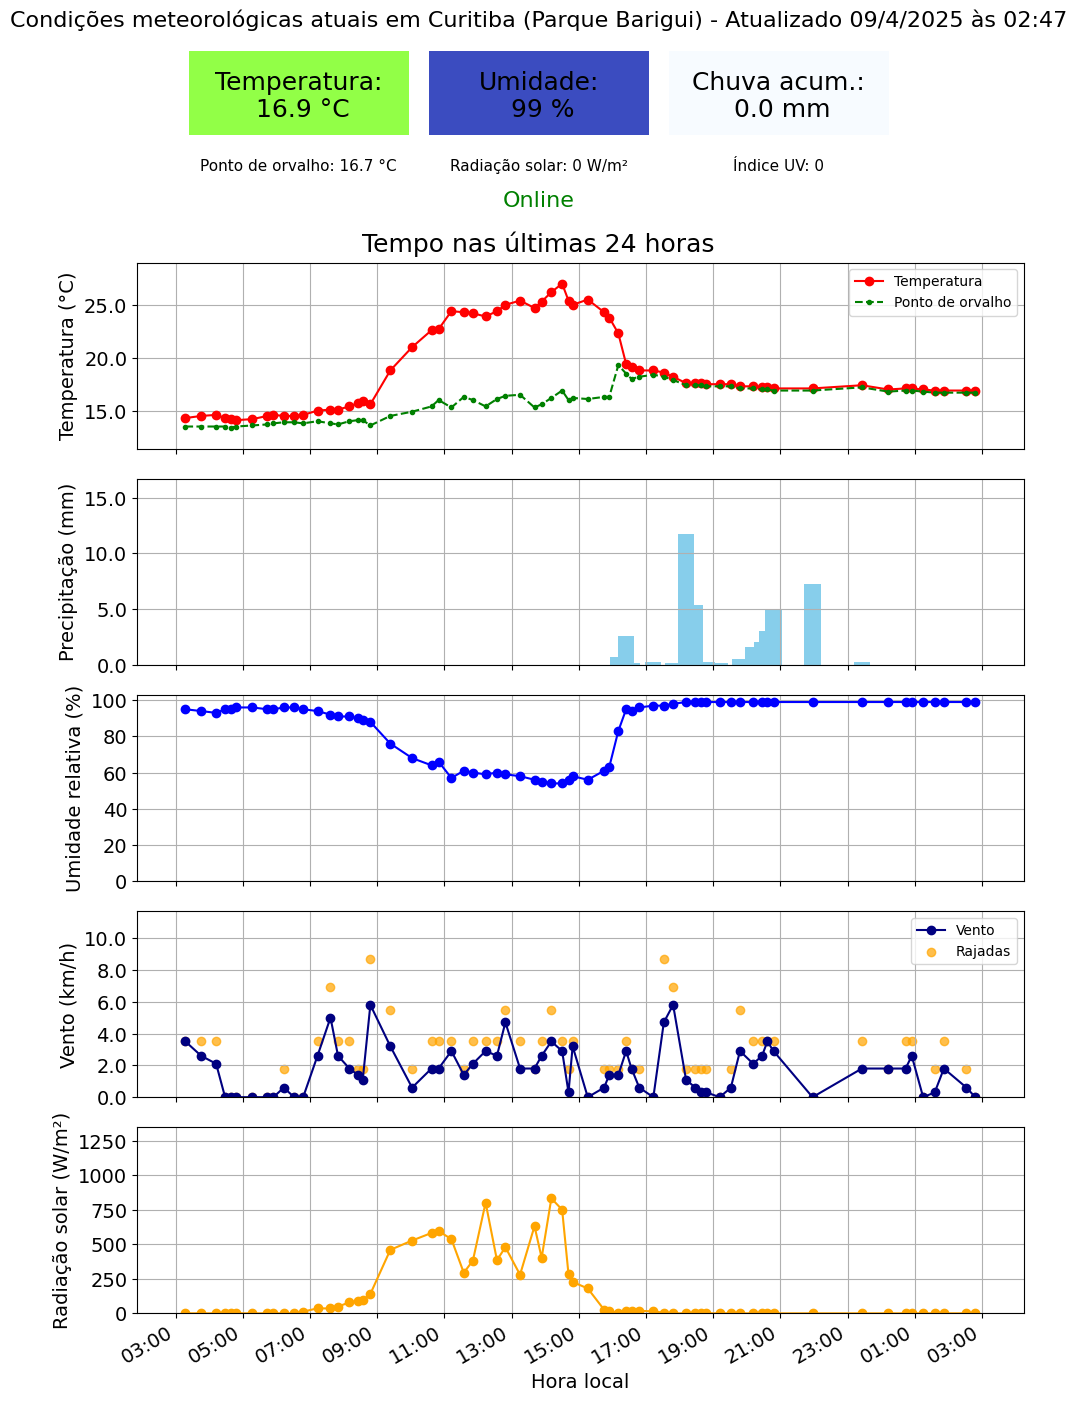 Condições meteorológicas atuais em Curitiba (Parque Barigui) - Atualizado 09/4/2025 às 02:47
Temperatura:
16.9 °C
Umidade:
99 %
Chuva acum.:
0.0 mm
Ponto de orvalho: 16.7 °C
Radiação solar: 0 W/m²
Índice UV: 0
Online
Tempo nas últimas 24 horas
Temperatura (°C)
25.0
20.0
15.0
Temperatura
Ponto de orvalho
Precipitação (mm)
15.0
10.0
5.0
0.0
Umidade relativa (%)
100
80
60
40
20
0
Vento (km/h)
10.0
8.0
6.0
4.0
2.0
0.0
Vento
Rajadas
Radiação solar (W/m²)
1250
1000
750
500
250
0
03:00
05:00
07:00
09:00
11:00
13:00
15:00
17:00
19:00
21:00
23:00
01:00
03:00
Hora local